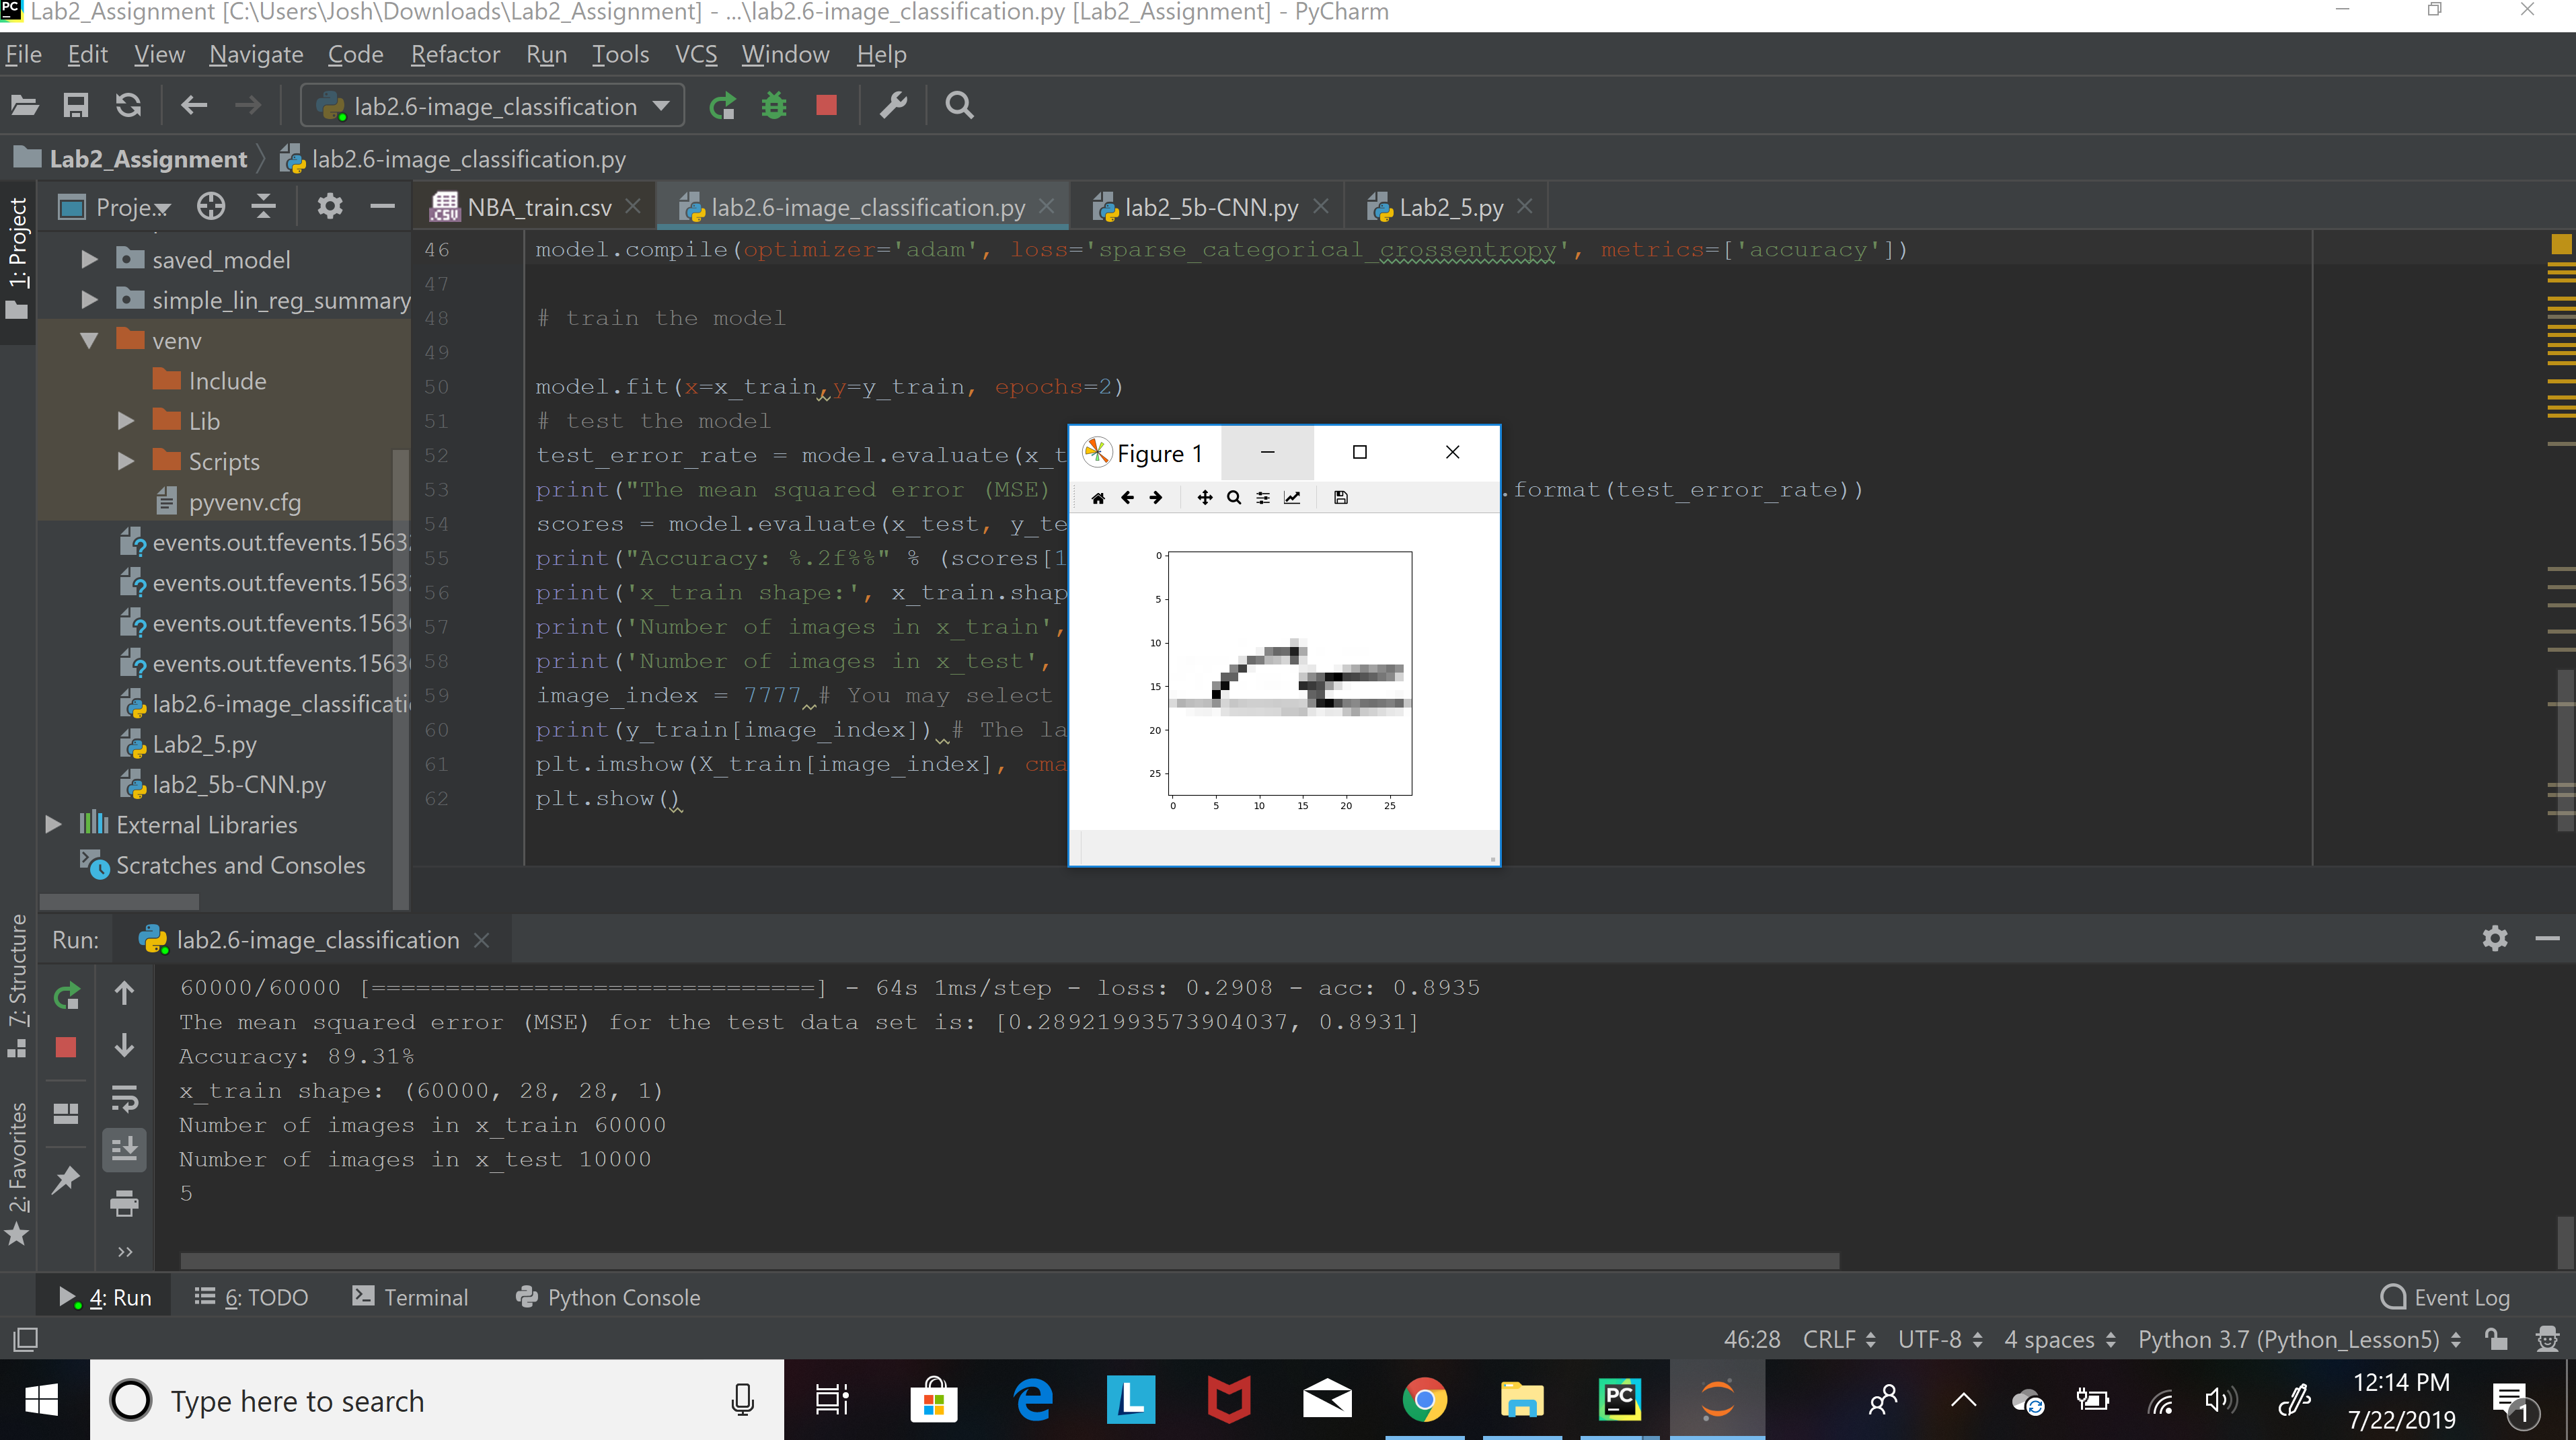 PC Lab2_Assignment [C:\Users\Josh\Downloads\Lab2_Assignment] - ...\lab2.6-image_classification.py [Lab2_Assignment] - PyCharm
File Edit View Navigate Code Refactor Run Tools VCS Window Help
lab2.6-image_classification
Lab2_Assignment lab2.6-image_classification.py
1: Project
Proje...
NBA_train.csv lab2.6-image_classification.py lab2_5b-CNN.py Lab2_5.py
saved_model
simple_lin_reg_summary
venv
Include
Lib
Scripts
pyvenv.cfg
events.out.tfevents.1563
events.out.tfevents.1563
events.out.tfevents.1563
events.out.tfevents.1563
lab2.6-image_classificati
Lab2_5.py
lab2_5b-CNN.py
External Libraries
Scratches and Consoles
46 model.compile(optimizer='adam', loss='sparse_categorical_crossentropy', metrics=['accuracy'])
47
48 # train the model
49
50 model.fit(x=x_train,y=y_train, epochs=2)
51 # test the model
52 test_error_rate = model.evaluate(x_t
53 print("The mean squared error (MSE) .format(test_error_rate))
54 scores = model.evaluate(x_test, y_te
55 print("Accuracy: %.2f%%" % (scores[1
56 print('x_train shape:', x_train.shap
57 print('Number of images in x_train',
58 print('Number of images in x_test',
59 image_index = 7777 # You may select
60 print(y_train[image_index]) # The la
61 plt.imshow(X_train[image_index], cma
62 plt.show()
Figure 1
0
5
10
15
20
25
0 5 10 15 20 25
7: Structure
2: Favorites
Run: lab2.6-image_classification
60000/60000 [==============================] - 64s 1ms/step - loss: 0.2908 - acc: 0.8935
The mean squared error (MSE) for the test data set is: [0.28921993573904037, 0.8931]
Accuracy: 89.31%
x_train shape: (60000, 28, 28, 1)
Number of images in x_train 60000
Number of images in x_test 10000
5
4: Run 6: TODO Terminal Python Console Event Log
46:28 CRLF UTF-8 4 spaces Python 3.7 (Python_Lesson5)
Type here to search
L
PC
12:14 PM
7/22/2019
1